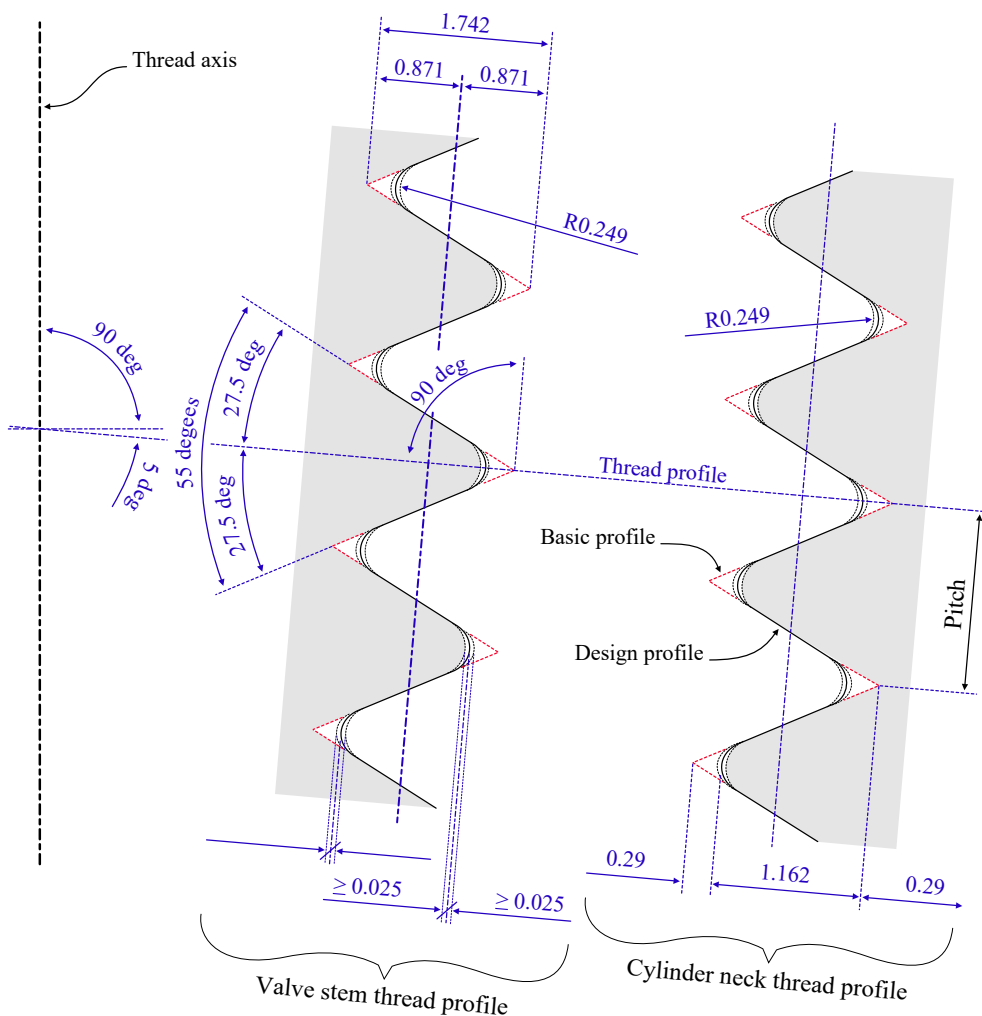 1.742
Thread axis
0.871
0.871
R0.249
R0.249
90 deg
27.5 deg
90 deg
55 degees
5 deg
27.5 deg
Thread profile
Basic profile
Pitch
Design profile
0.29
1.162
0.29
≥ 0.025
≥ 0.025
Valve stem thread profile
Cylinder neck thread profile